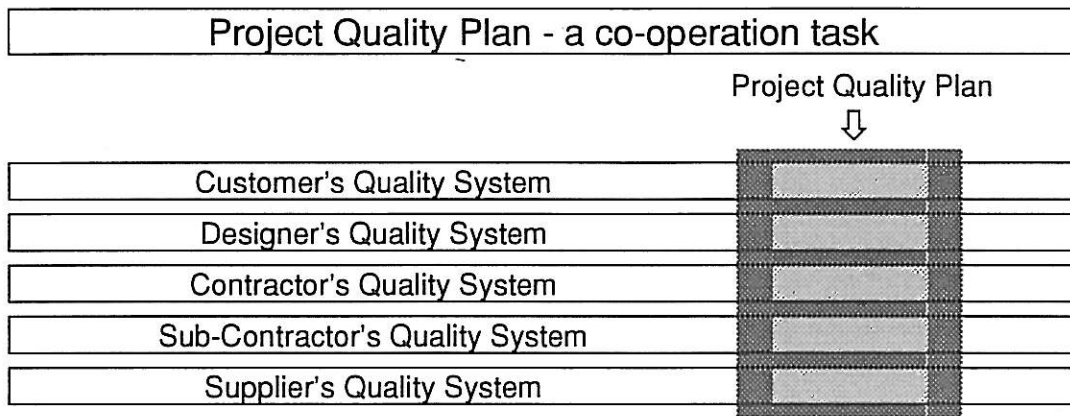 Project Quality Plan - a co-operation task
Project Quality Plan
Customer's Quality System
Designer's Quality System
Contractor's Quality System
Sub-Contractor's Quality System
Supplier's Quality System